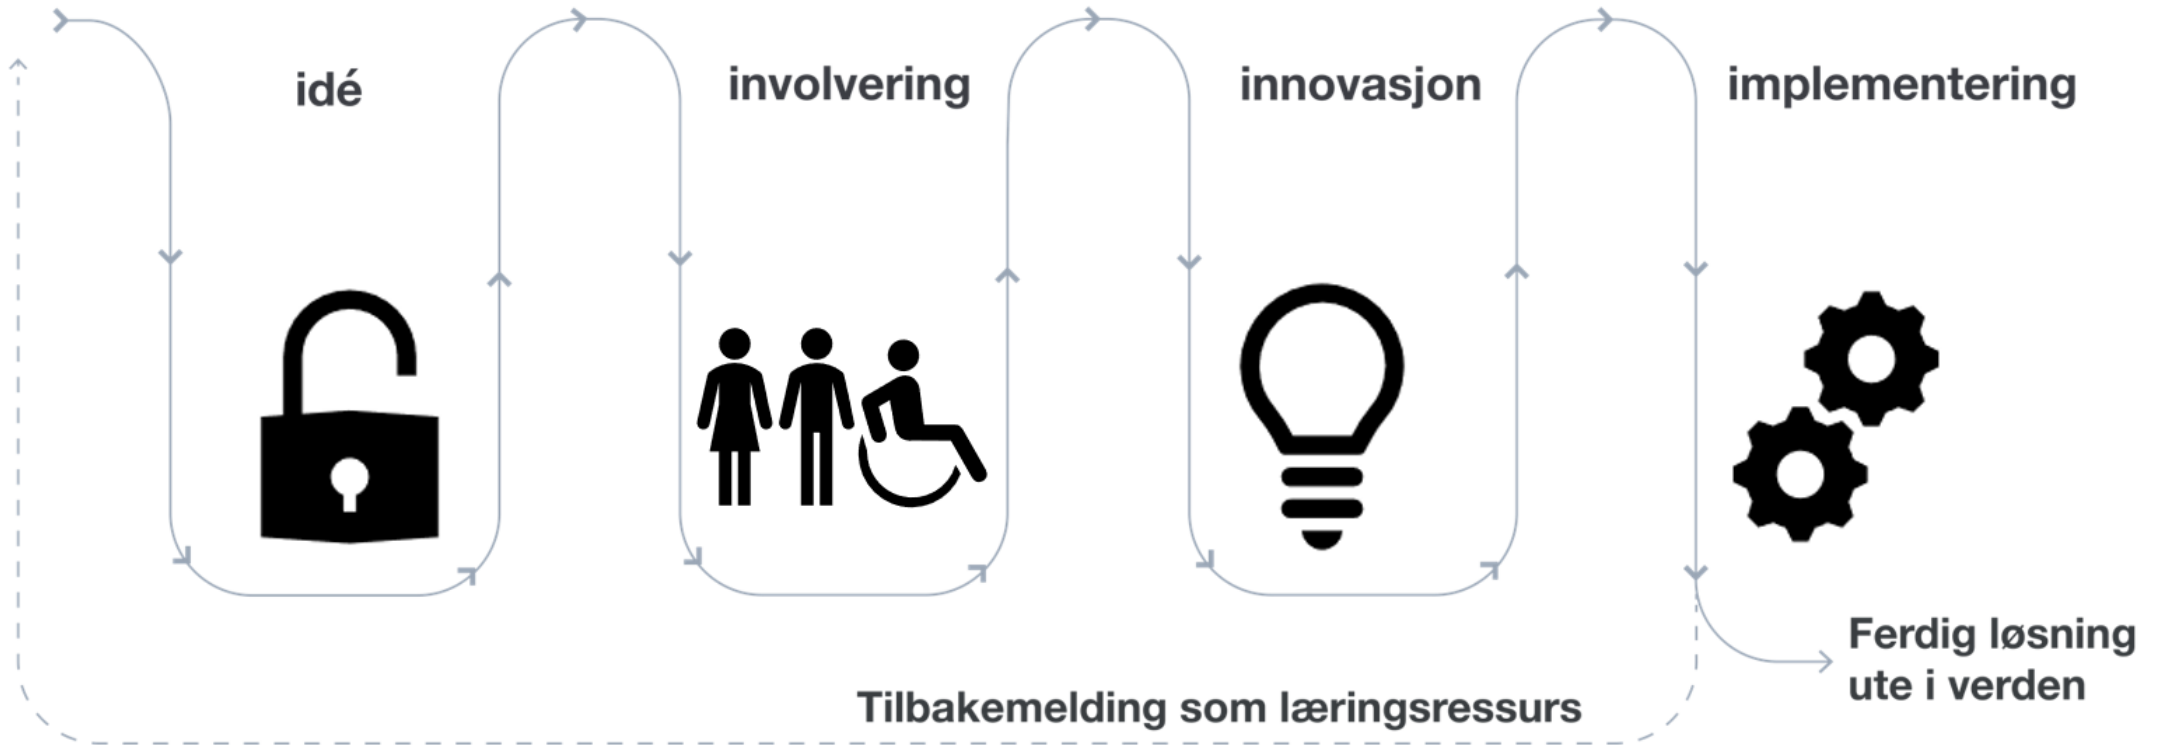 idé
involvering
innovasjon
implementering
Ferdig løsning
ute i verden
Tilbakemelding som læringsressurs